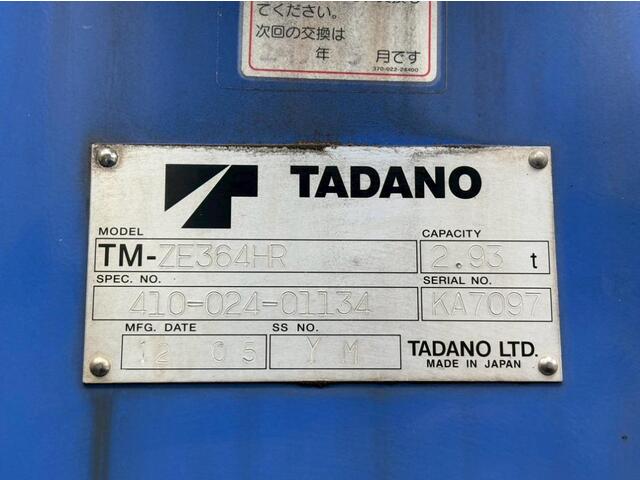 てください。
次回の交換は
年 月です
370-022-26400
TADANO
MODEL CAPACITY
TM-ZE364HR 2.93 t
SPEC. NO. SERIAL NO.
410-024-01134 KA7097
MFG. DATE SS NO.
12 05 YM TADANO LTD.
MADE IN JAPAN